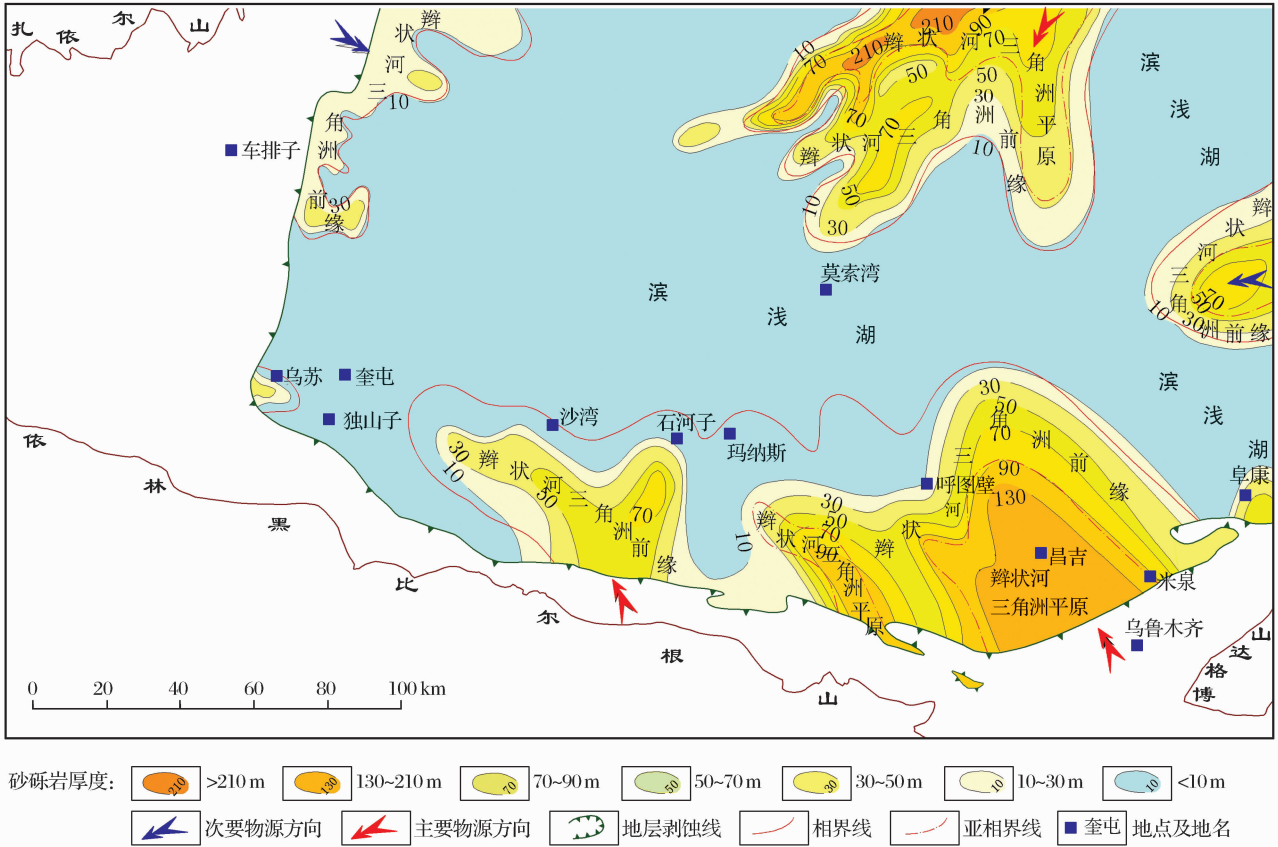 扎依尔山
辫状河三角洲前缘
10
30
车排子
210
90
10
210
辫状河三角洲平原
70
70
50
50
30
70
70
辫状河三角洲前缘
10
50
10
30
滨浅湖
莫索湾
滨浅湖
辫状河三角洲前缘
70
50
30
10
乌苏
奎屯
独山子
沙湾
石河子
玛纳斯
滨浅湖
30
10
辫状河三角洲前缘
50
70
呼图壁
30
50
70
90
130
辫状河三角洲前缘
30
50
70
90
10
辫状河三角洲平原
昌吉
辫状河
三角洲平原
米泉
阜康
乌鲁木齐
依林黑比尔根山
博格达山
0 20 40 60 80 100 km
砂砾岩厚度: 210 >210 m 130 130~210 m 70 70~90 m 50 50~70 m 30 30~50 m 10 10~30 m 10 <10 m
次要物源方向 主要物源方向 地层剥蚀线 相界线 亚相界线 奎屯 地点及地名